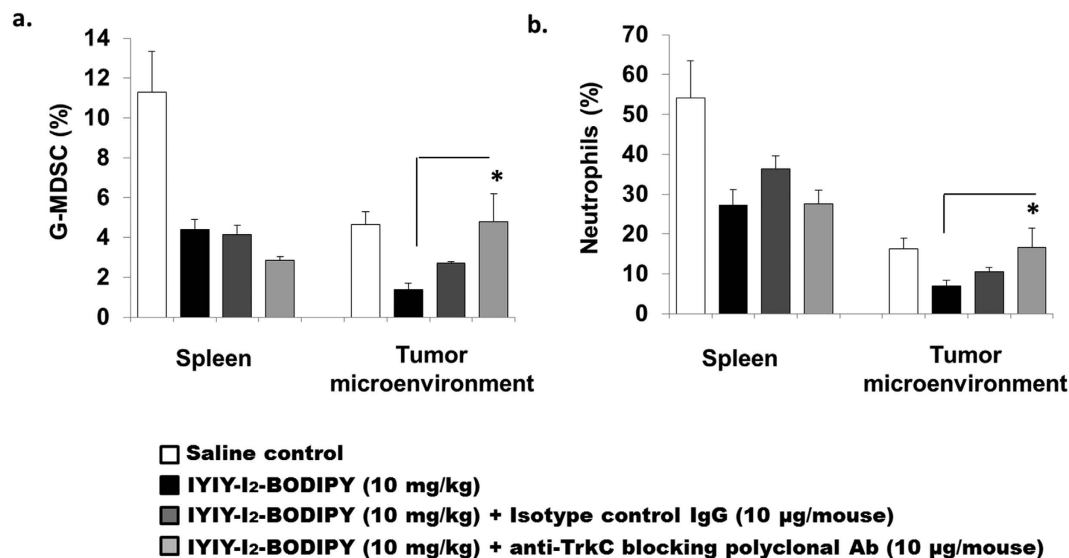 a.
14
12
10
8
6
4
2
0
G-MDSC (%)
*
Spleen
Tumor
microenvironment
b.
70
60
50
40
30
20
10
0
Neutrophils (%)
*
Spleen
Tumor
microenvironment
Saline control
IYIY-I₂-BODIPY (10 mg/kg)
IYIY-I₂-BODIPY (10 mg/kg) + Isotype control IgG (10 µg/mouse)
IYIY-I₂-BODIPY (10 mg/kg) + anti-TrkC blocking polyclonal Ab (10 µg/mouse)